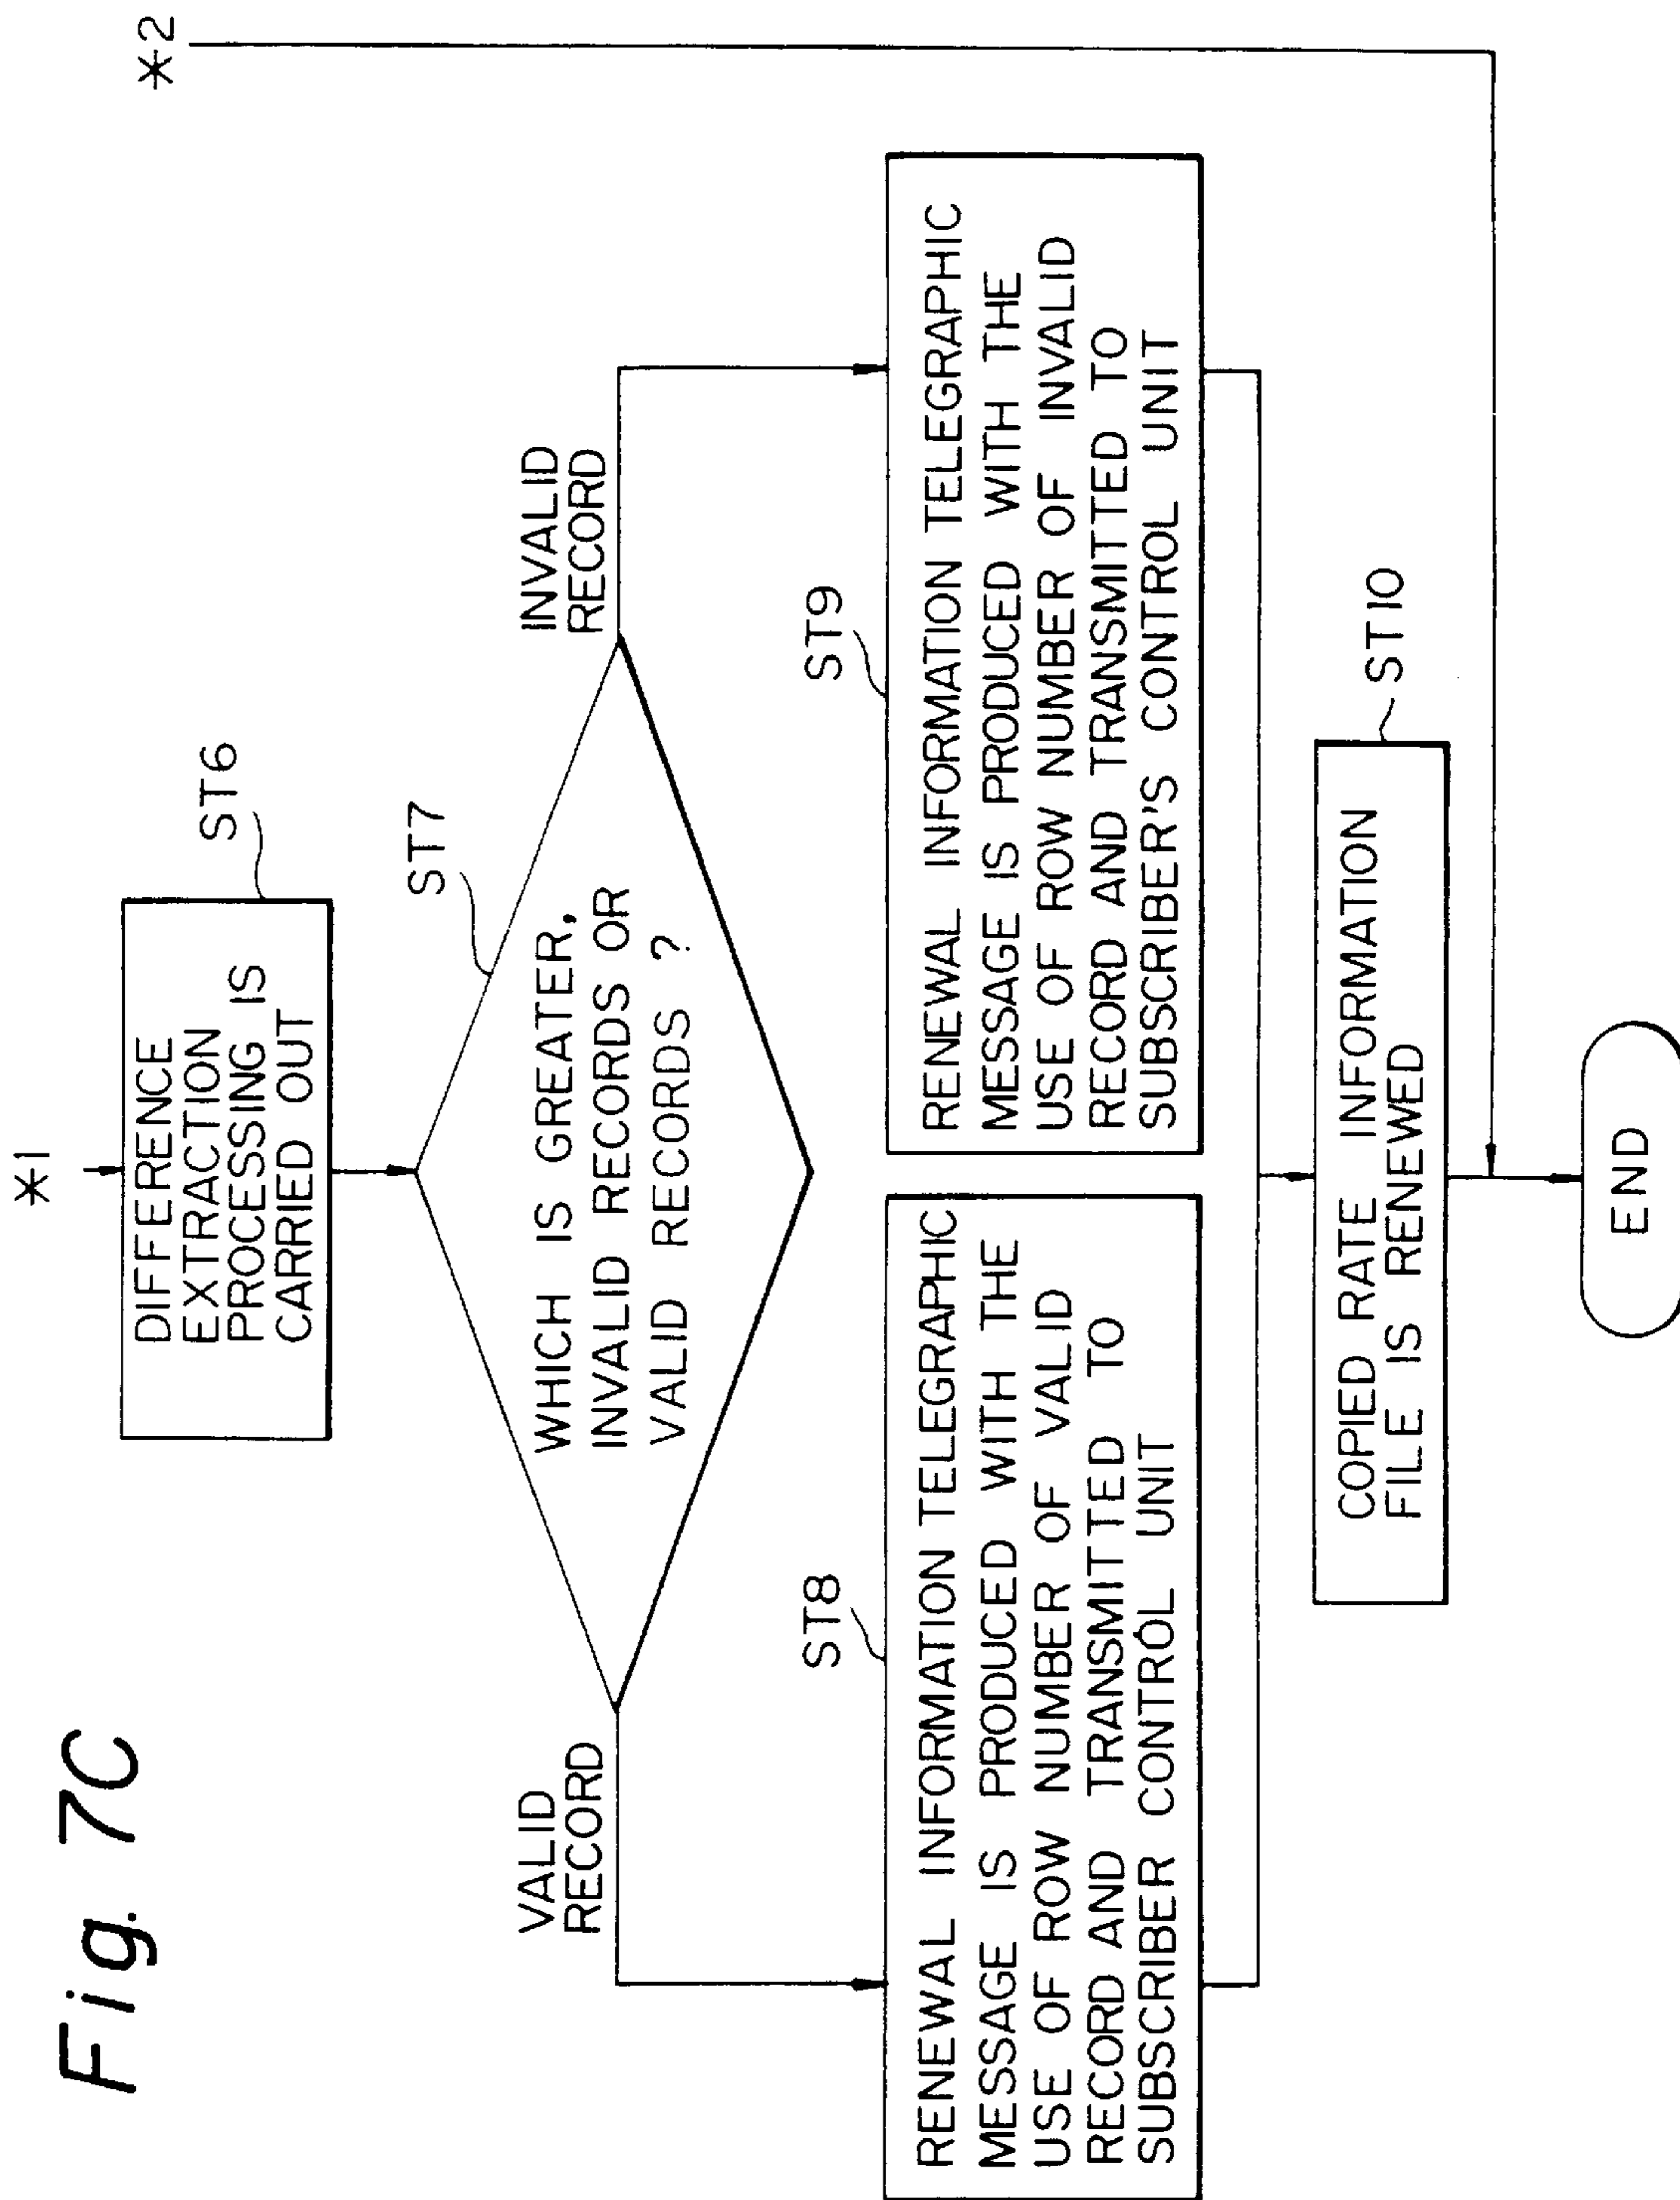 Fig. 7C
*1
*2
DIFFERENCE
EXTRACTION
PROCESSING IS
CARRIED OUT
ST6
ST7
WHICH IS GREATER,
INVALID RECORDS OR
VALID RECORDS ?
VALID
RECORD
INVALID
RECORD
ST8
RENEWAL INFORMATION TELEGRAPHIC
MESSAGE IS PRODUCED WITH THE
USE OF ROW NUMBER OF VALID
RECORD AND TRANSMITTED TO
SUBSCRIBER CONTROL UNIT
ST9
RENEWAL INFORMATION TELEGRAPHIC
MESSAGE IS PRODUCED WITH THE
USE OF ROW NUMBER OF INVALID
RECORD AND TRANSMITTED TO
SUBSCRIBER'S CONTROL UNIT
ST10
COPIED RATE INFORMATION
FILE IS RENEWED
END